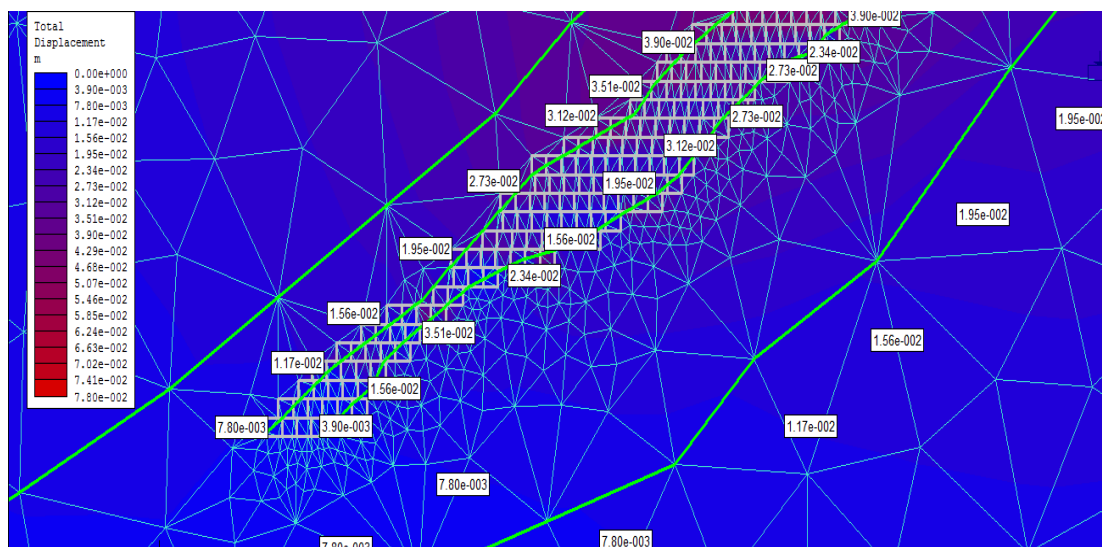 Total
Displacement
m
0.00e+000
3.90e-003
7.80e-003
1.17e-002
1.56e-002
1.95e-002
2.34e-002
2.73e-002
3.12e-002
3.51e-002
3.90e-002
4.29e-002
4.68e-002
5.07e-002
5.46e-002
5.85e-002
6.24e-002
6.63e-002
7.02e-002
7.41e-002
7.80e-002
3.90e-002
3.90e-002
2.34e-002
2.73e-002
3.51e-002
3.12e-002
2.73e-002
1.95e-002
3.12e-002
2.73e-002
1.95e-002
1.95e-002
1.56e-002
1.95e-002
2.34e-002
1.56e-002
3.51e-002
1.56e-002
1.17e-002
1.56e-002
7.80e-003
3.90e-003
1.17e-002
7.80e-003
7.80e-003
7.80e-003